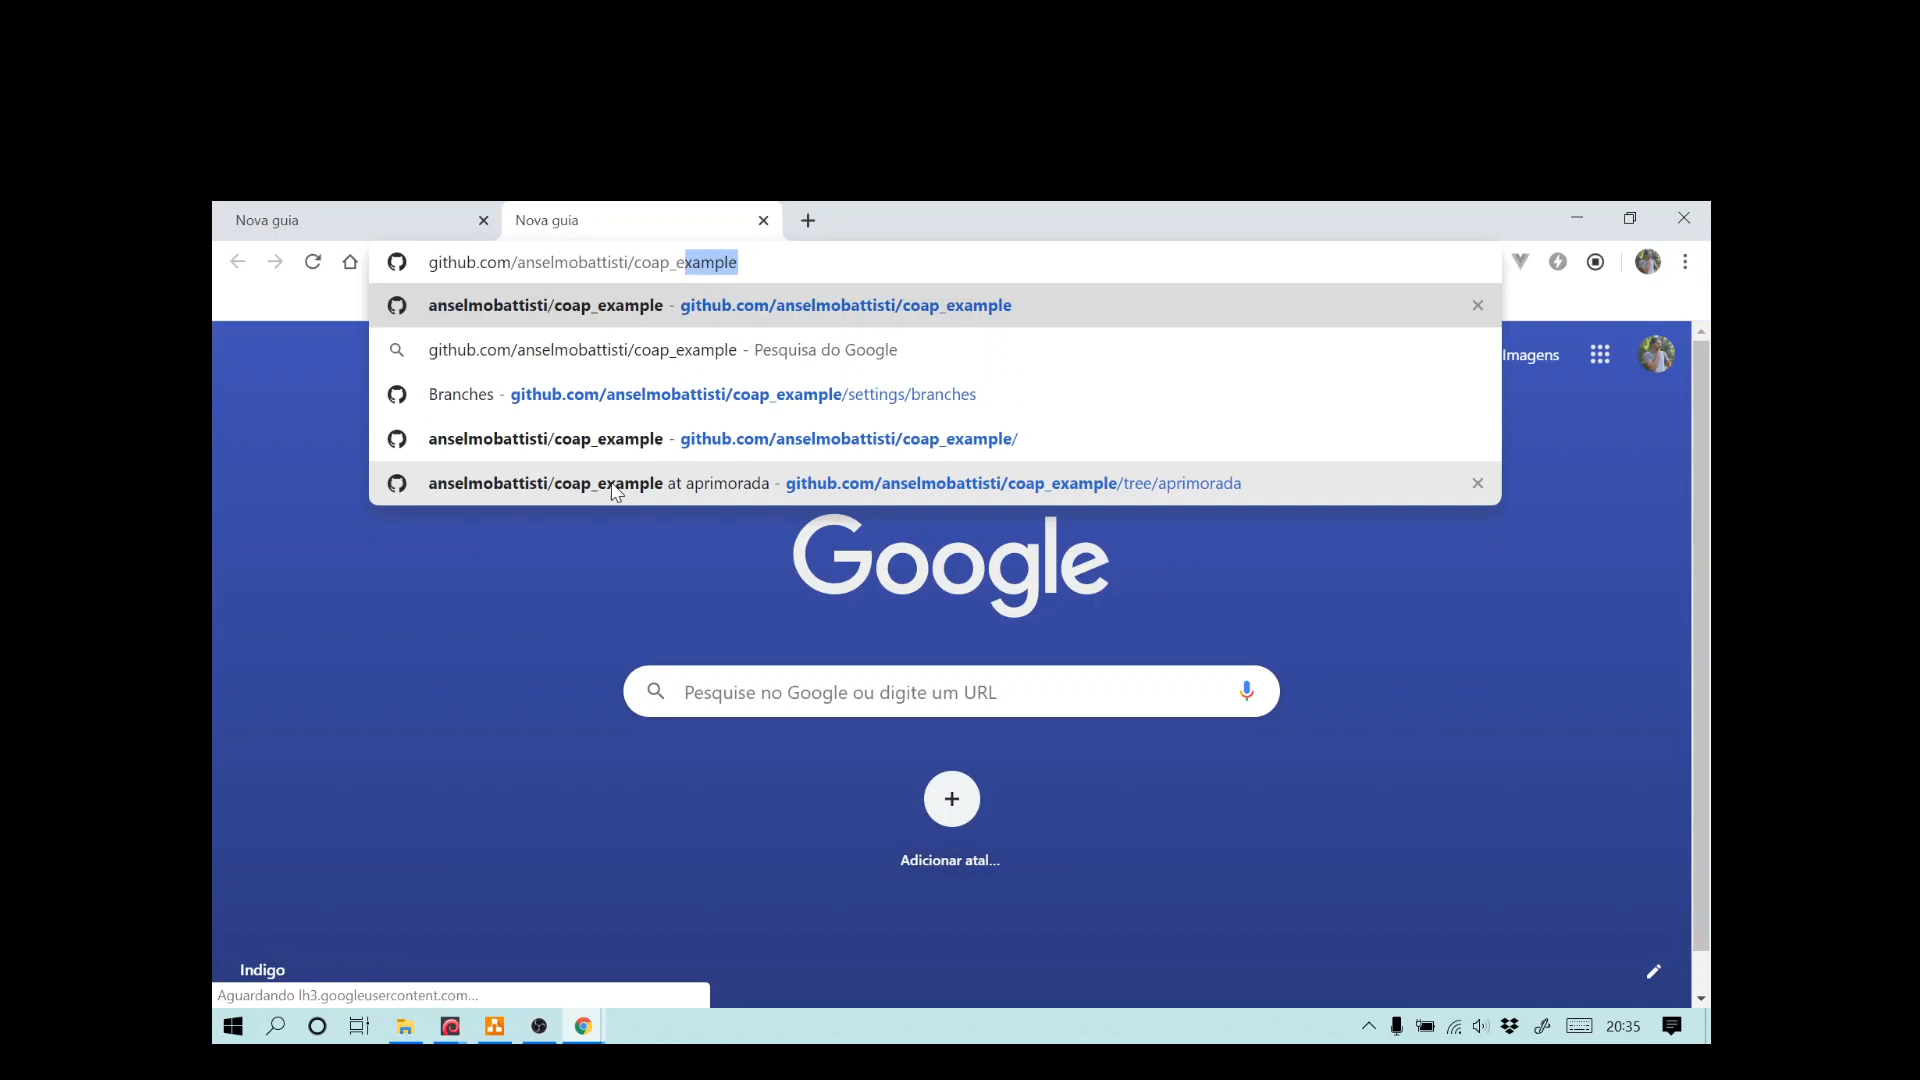 Nova guia
Nova guia
github.com/anselmobattisti/coap_example
anselmobattisti/coap_example - github.com/anselmobattisti/coap_example
github.com/anselmobattisti/coap_example - Pesquisa do Google
Branches - github.com/anselmobattisti/coap_example/settings/branches
anselmobattisti/coap_example - github.com/anselmobattisti/coap_example/
anselmobattisti/coap_example at aprimorada - github.com/anselmobattisti/coap_example/tree/aprimorada
Imagens
Google
Pesquise no Google ou digite um URL
Adicionar atal...
Indigo
Aguardando lh3.googleusercontent.com...
20:35